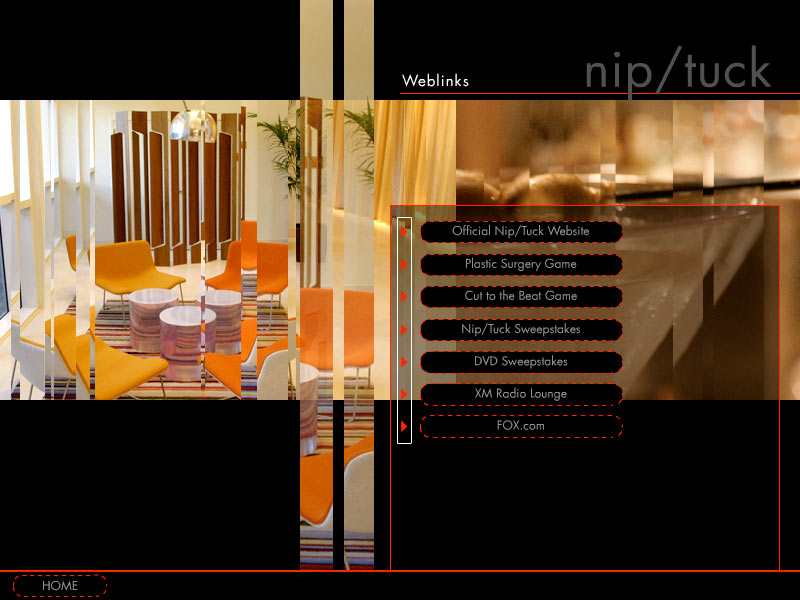 nip/tuck
Weblinks
Official Nip/Tuck Website
Plastic Surgery Game
Cut to the Beat Game
Nip/Tuck Sweepstakes
DVD Sweepstakes
XM Radio Lounge
FOX.com
HOME